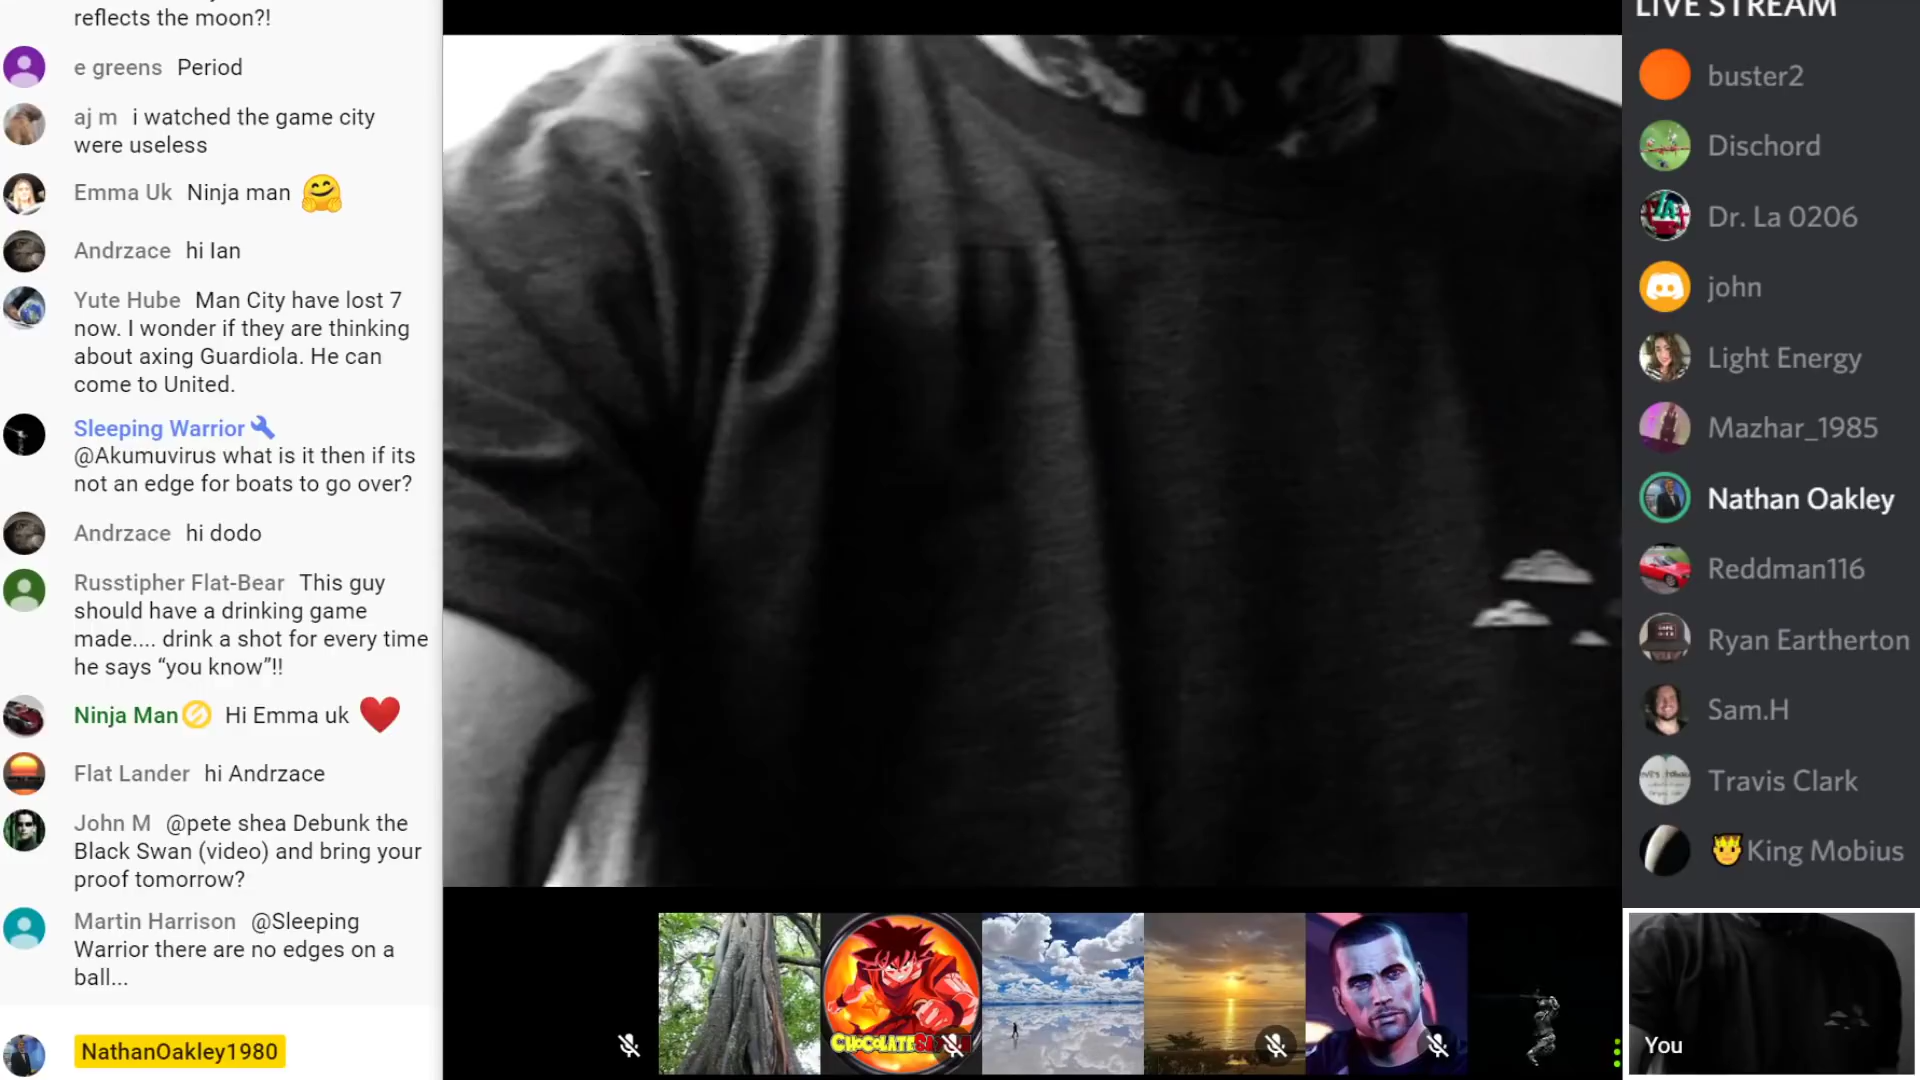 reflects the moon?!
e greens Period
aj m i watched the game city
were useless
Emma Uk Ninja man
Andrzace hi Ian
Yute Hube Man City have lost 7
now. I wonder if they are thinking
about axing Guardiola. He can
come to United.
Sleeping Warrior
@Akumuvirus what is it then if its
not an edge for boats to go over?
Andrzace hi dodo
Russtipher Flat-Bear This guy
should have a drinking game
made.... drink a shot for every time
he says “you know”!!
Ninja Man Hi Emma uk
Flat Lander hi Andrzace
John M @pete shea Debunk the
Black Swan (video) and bring your
proof tomorrow?
Martin Harrison @Sleeping
Warrior there are no edges on a
ball...
NathanOakley1980
LIVE STREAM
buster2
Dischord
Dr. La 0206
john
Light Energy
Mazhar_1985
Nathan Oakley
Reddman116
Ryan Eartherton
Sam.H
Travis Clark
King Mobius
You